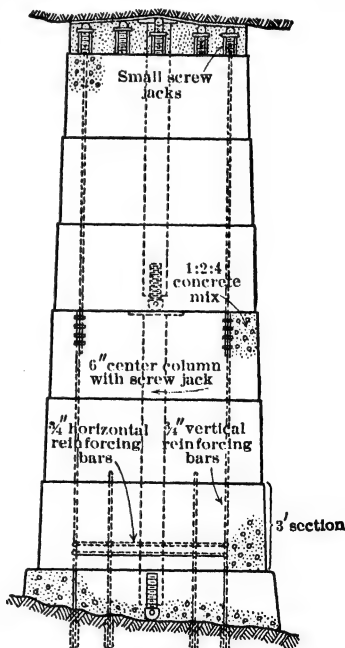 Small screw
jacks
1:2:4
concrete
mix
6" center column
with screw jack
¾" horizontal
reinforcing
bars
¾" vertical
reinforcing
bars
3' section